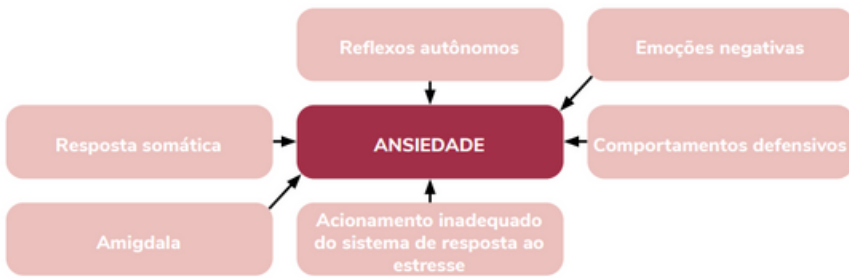 Reflexos autônomos
Emoções negativas
Resposta somática
ANSIEDADE
Comportamentos defensivos
Amigdala
Acionamento inadequado
do sistema de resposta ao
estresse